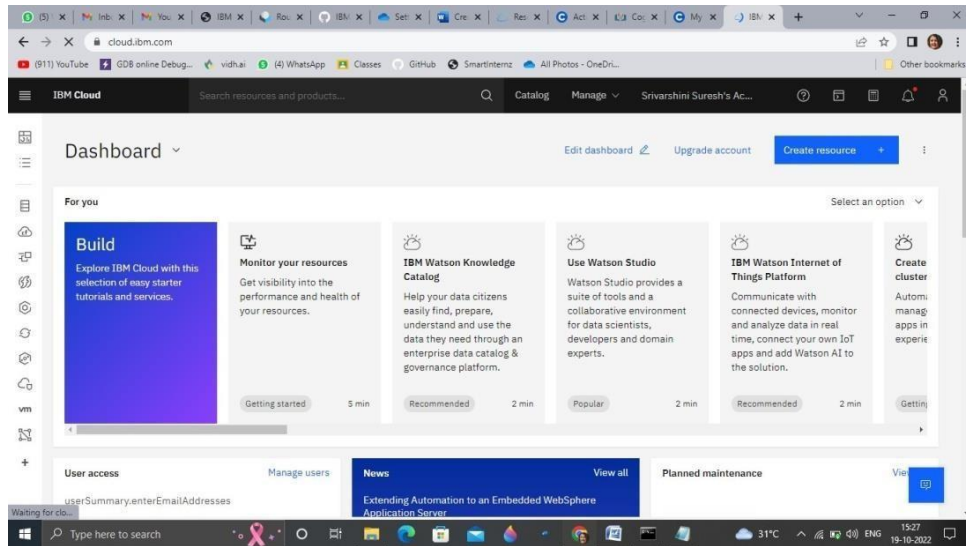 (5)
Inb
You
IBM
Rou
IBM
Set
Cre
Res
Act
Coc
My
IBM
cloud.ibm.com
(911) YouTube GDB online Debug... vidh.ai (4) WhatsApp Classes GitHub Smartinternz All Photos - OneDri... Other bookmarks
IBM Cloud Search resources and products... Catalog Manage Srivarshini Suresh's Ac...
Dashboard Edit dashboard Upgrade account Create resource +
For you Select an option
Build
Explore IBM Cloud with this
selection of easy starter
tutorials and services.
Monitor your resources
Get visibility into the
performance and health of
your resources.
Getting started 5 min
IBM Watson Knowledge
Catalog
Help your data citizens
easily find, prepare,
understand and use the
data they need through an
enterprise data catalog &
governance platform.
Recommended 2 min
Use Watson Studio
Watson Studio provides a
suite of tools and a
collaborative environment
for data scientists,
developers and domain
experts.
Popular 2 min
IBM Watson Internet of
Things Platform
Communicate with
connected devices, monitor
and analyze data in real
time, connect your own IoT
apps and add Watson AI to
the solution.
Recommended 2 min
Create
cluster
Automa
manag
apps in
experie
Getting
vm
User access Manage users
userSummary.enterEmailAddresses
News View all
Extending Automation to an Embedded WebSphere
Application Server
Planned maintenance Vie
Waiting for clo...
Type here to search
31°C ENG
15:27
19-10-2022